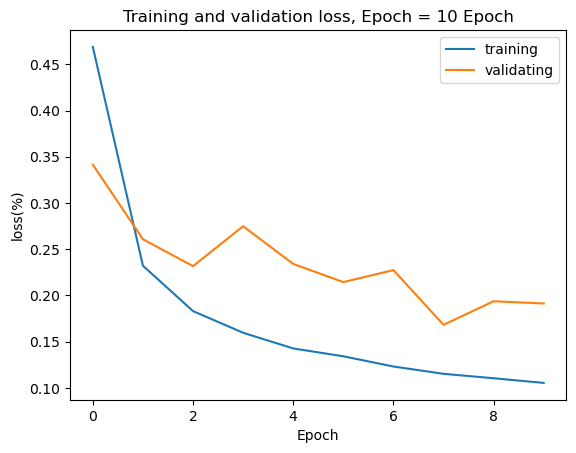 Training and validation loss, Epoch = 10 Epoch
training
validating
loss(%)
0.45
0.40
0.35
0.30
0.25
0.20
0.15
0.10
0 2 4 6 8
Epoch